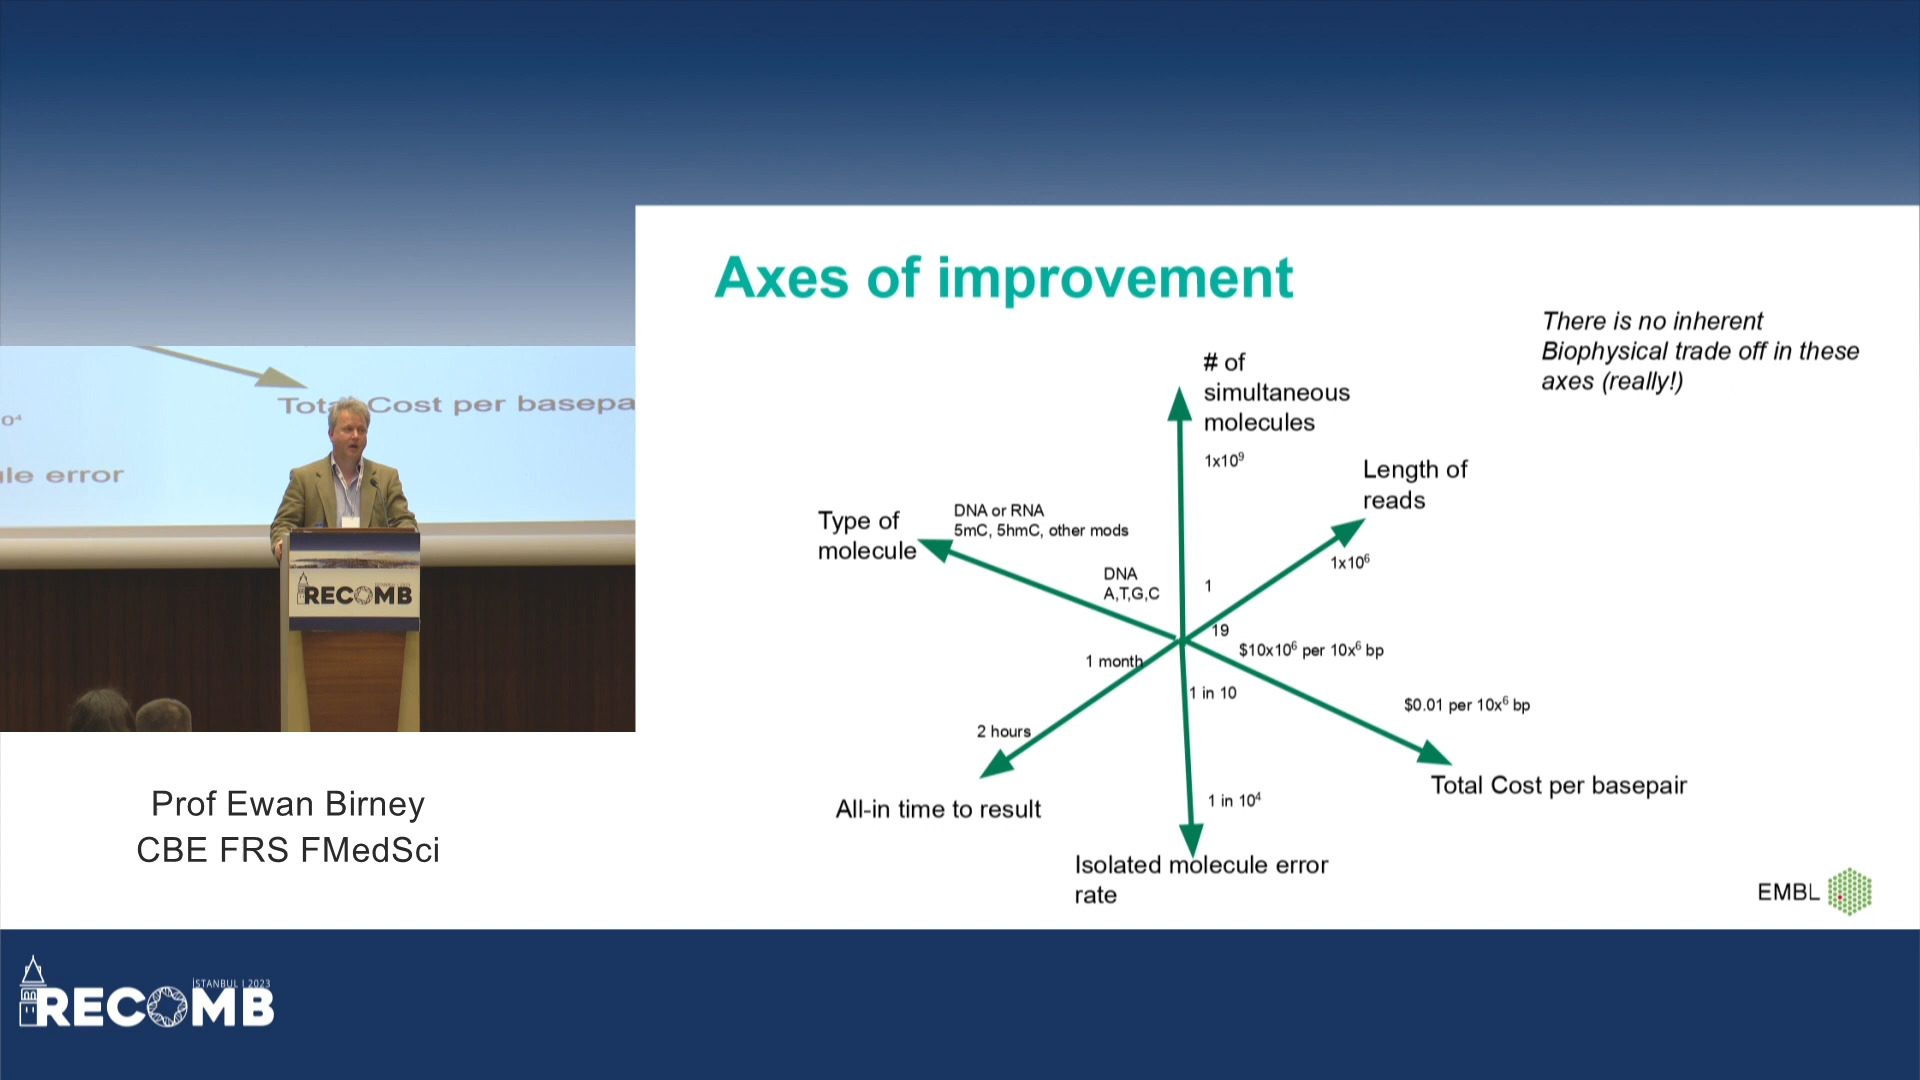 Axes of improvement
There is no inherent
Biophysical trade off in these
axes (really!)
# of
simultaneous
molecules
1x10⁹
Length of
reads
1x10⁶
Type of
molecule
DNA or RNA
5mC, 5hmC, other mods
DNA
A,T,G,C
1
19
$10x10⁶ per 10x⁶ bp
1 month
1 in 10
$0.01 per 10x⁶ bp
2 hours
All-in time to result
1 in 10⁴
Total Cost per basepair
Isolated molecule error
rate
EMBL
Total Cost per basepa
0⁴
le error
RECOMB
Prof Ewan Birney
CBE FRS FMedSci
İSTANBUL | 2023
RECOMB